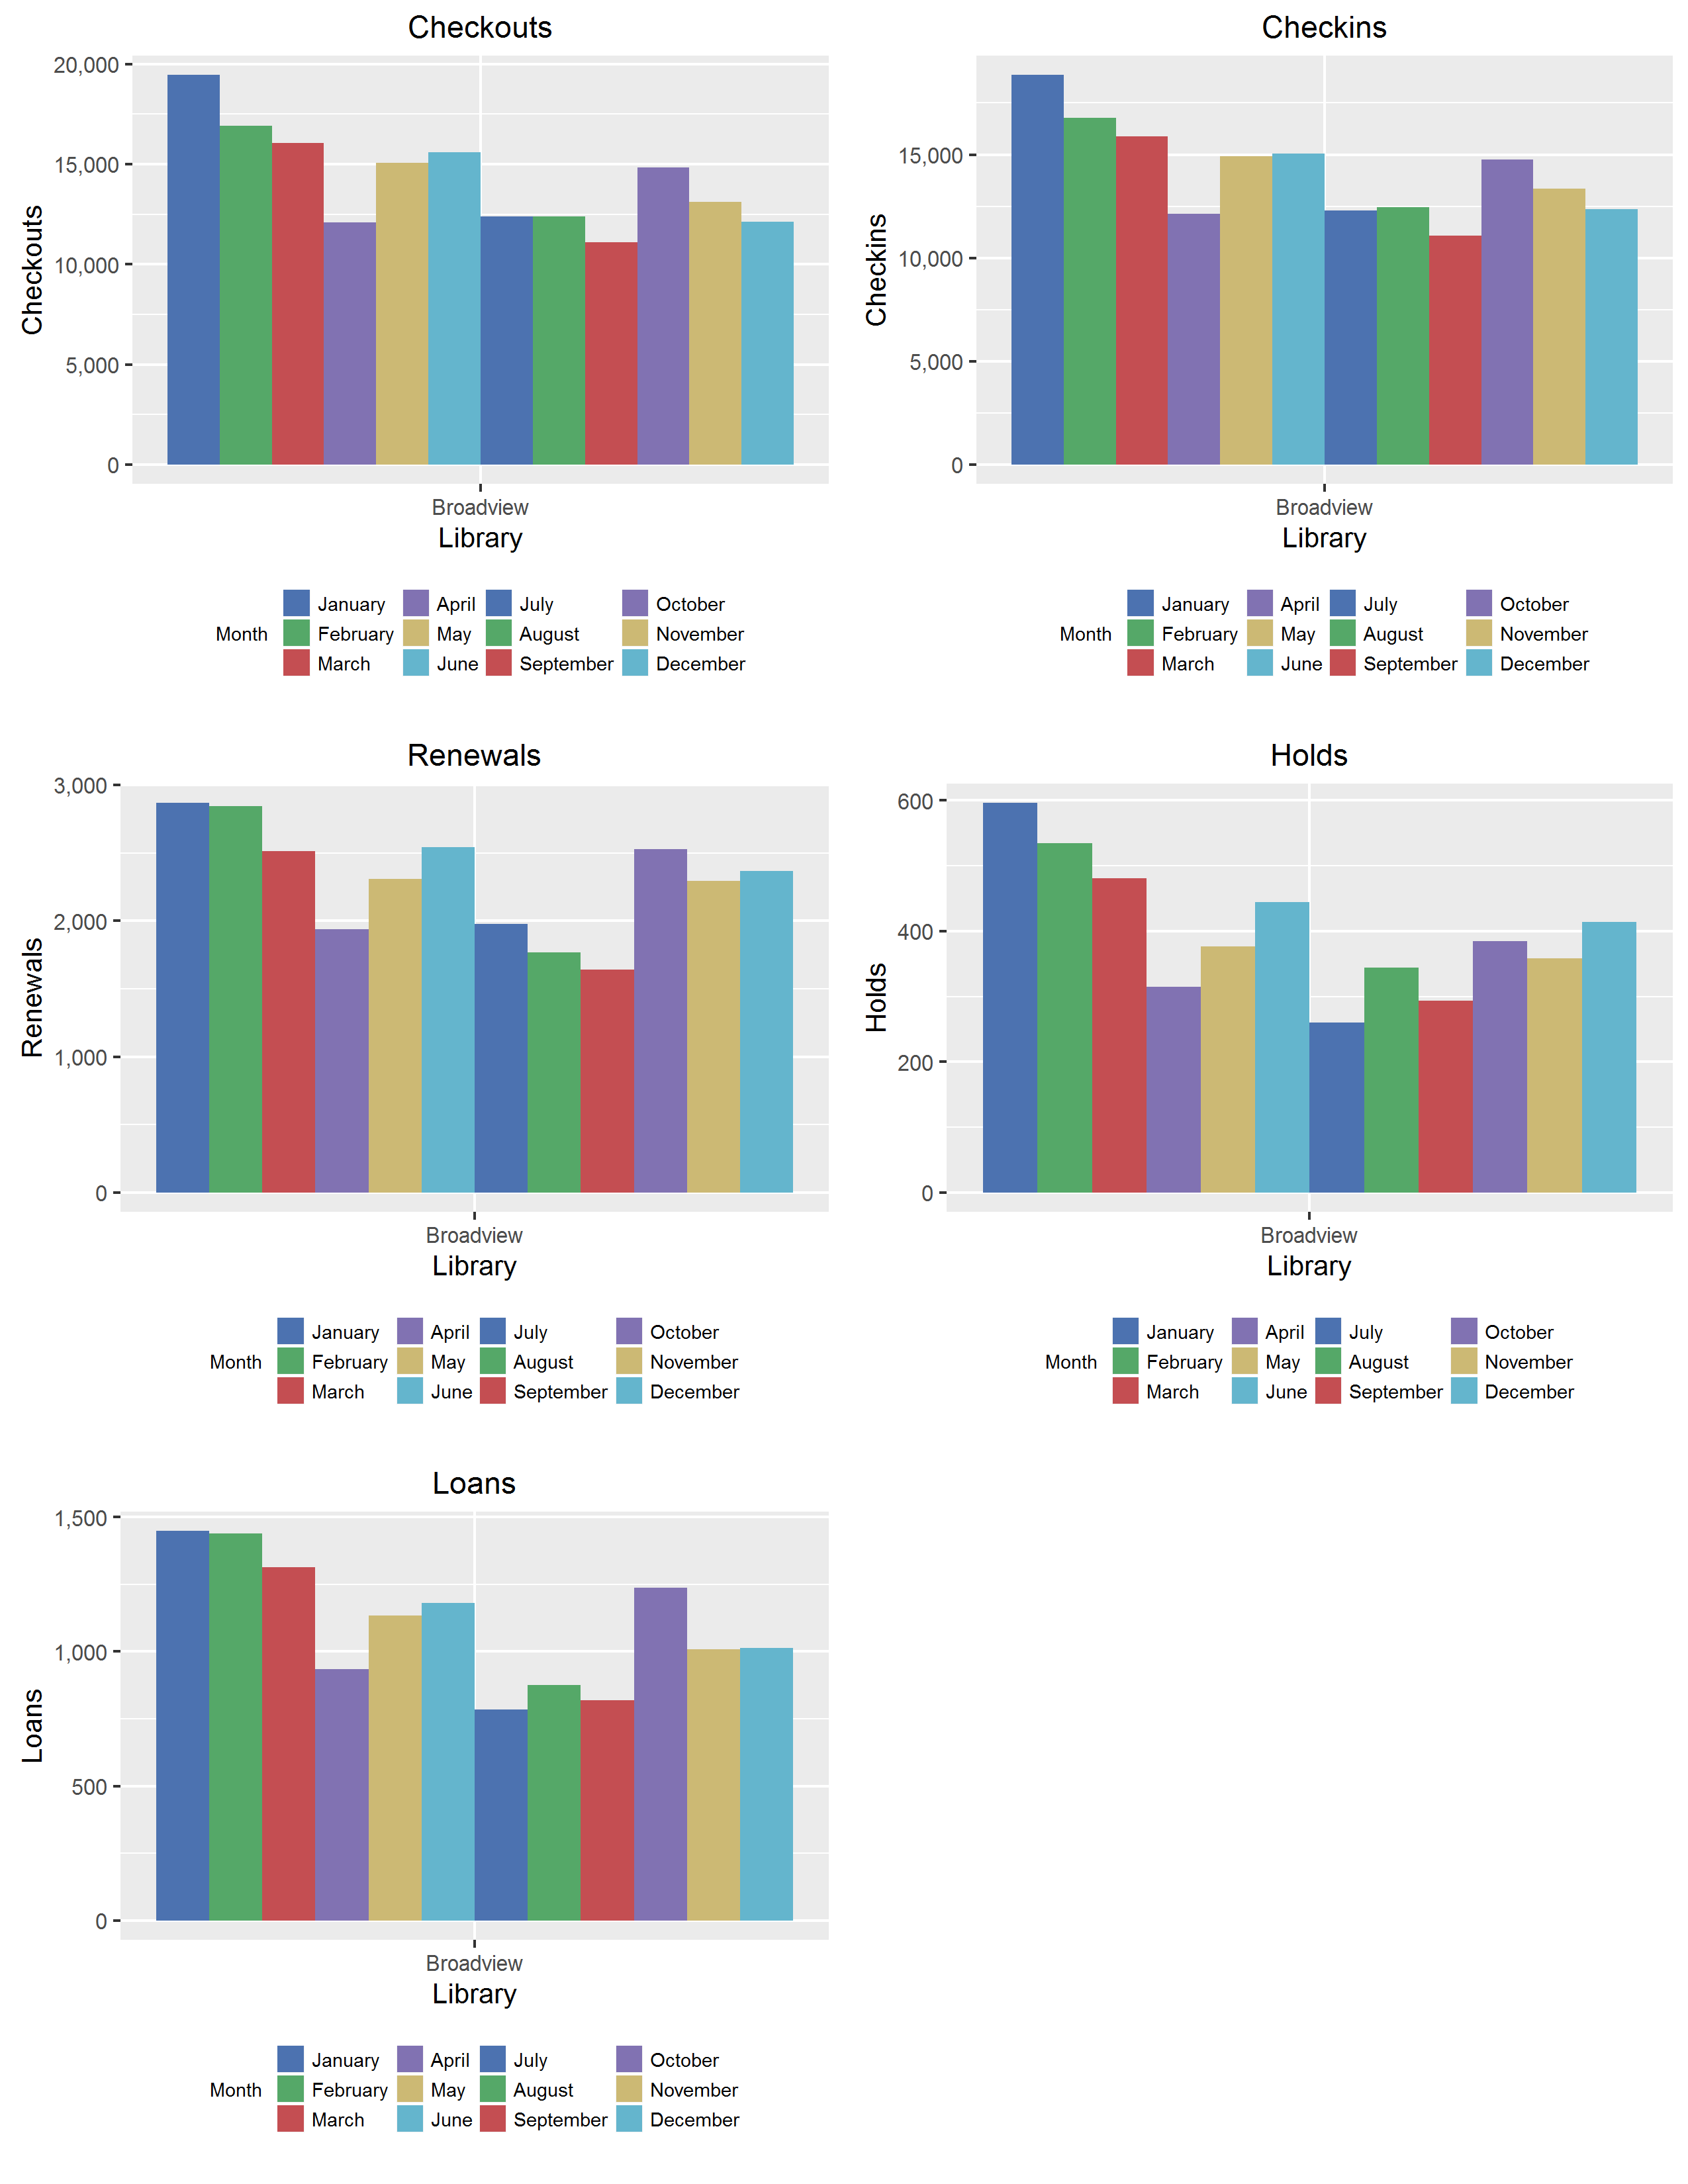 Checkouts
20,000
15,000
10,000
5,000
0
Checkouts
Broadview
Library
Month
January April July October
February May August November
March June September December
Checkins
15,000
10,000
5,000
0
Checkins
Broadview
Library
Month
January April July October
February May August November
March June September December
Renewals
3,000
2,000
1,000
0
Renewals
Broadview
Library
Month
January April July October
February May August November
March June September December
Holds
600
400
200
0
Holds
Broadview
Library
Month
January April July October
February May August November
March June September December
Loans
1,500
1,000
500
0
Loans
Broadview
Library
Month
January April July October
February May August November
March June September December